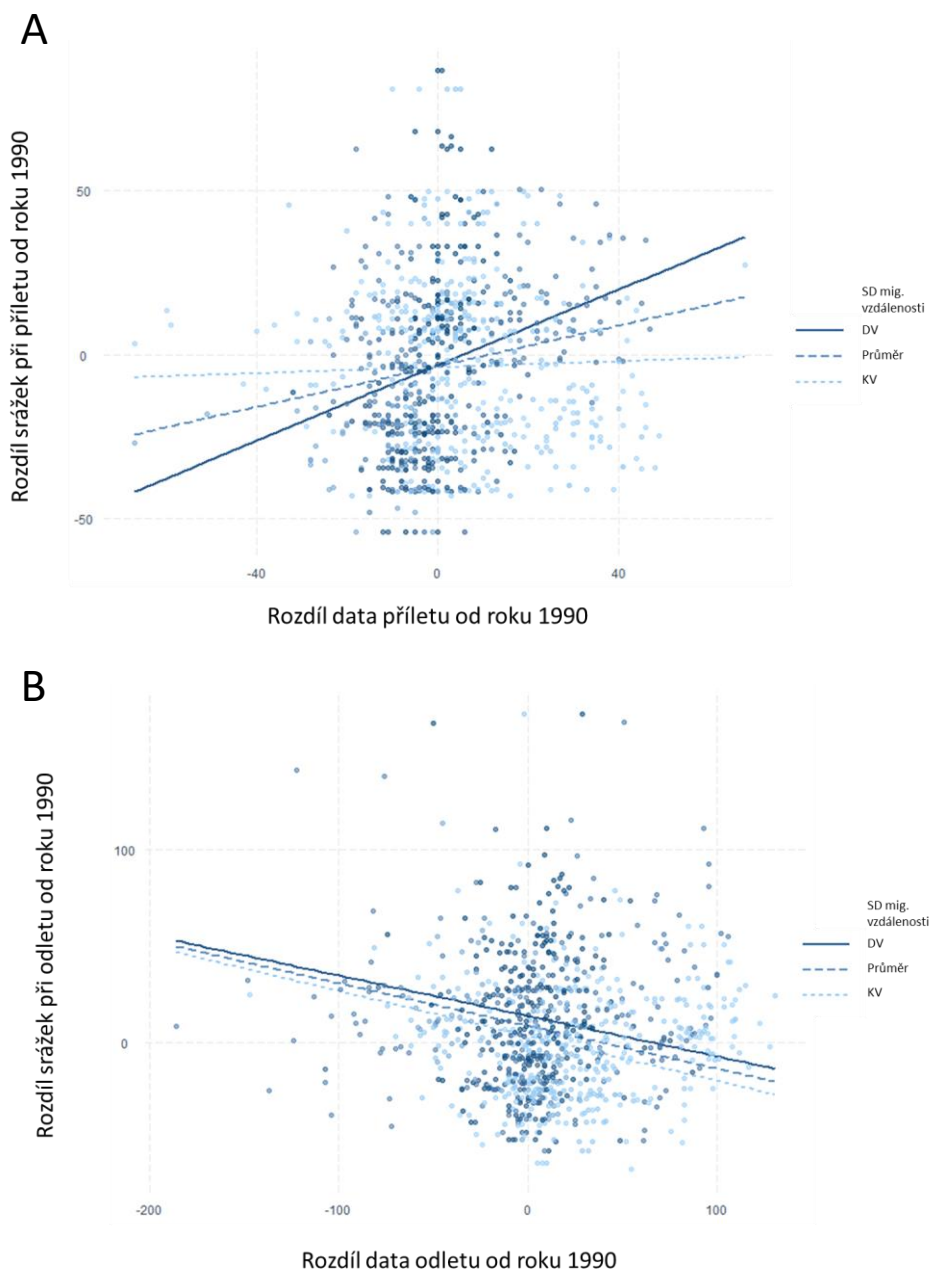 A
Rozdíl srážek při příletu od roku 1990
50
0
-50
-40
0
40
Rozdíl data příletu od roku 1990
SD mig.
vzdálenosti
DV
Průměr
KV
B
Rozdíl srážek při odletu od roku 1990
100
0
-200
-100
0
100
Rozdíl data odletu od roku 1990
SD mig.
vzdálenosti
DV
Průměr
KV